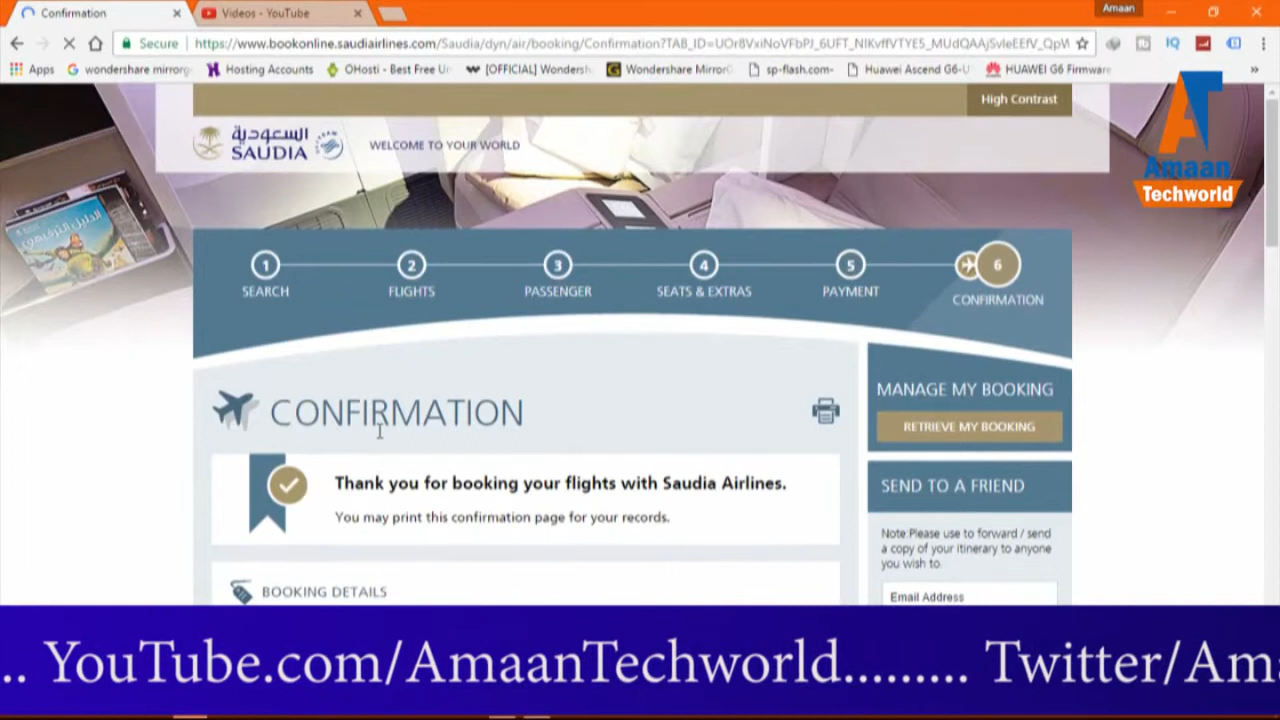 Confirmation
Videos - YouTube
Amaan
Secure
https://www.bookonline.saudiairlines.com/Saudia/dyn/air/booking/Confirmation?TAB_ID=
Apps
wondershare mirrorg
Hosting Accounts
OHosti - Best Free Ur
[OFFICIAL] Wondersh
Wondershare MirrorG
sp-flash.com-
Huawei Ascend G6-U
HUAWEI G6 Firmware
High Contrast
السعودية
SAUDIA
WELCOME TO YOUR WORLD
AT
Amaan
Techworld
1
2
3
4
5
6
SEARCH
FLIGHTS
PASSENGER
SEATS & EXTRAS
PAYMENT
CONFIRMATION
CONFIRMATION
MANAGE MY BOOKING
RETRIEVE MY BOOKING
Thank you for booking your flights with Saudia Airlines.
You may print this confirmation page for your records.
SEND TO A FRIEND
Note:Please use to forward / send
a copy of your itinerary to anyone
you wish to.
Email Address
BOOKING DETAILS
.. YouTube.com/AmaanTechworld......... Twitter/Ama